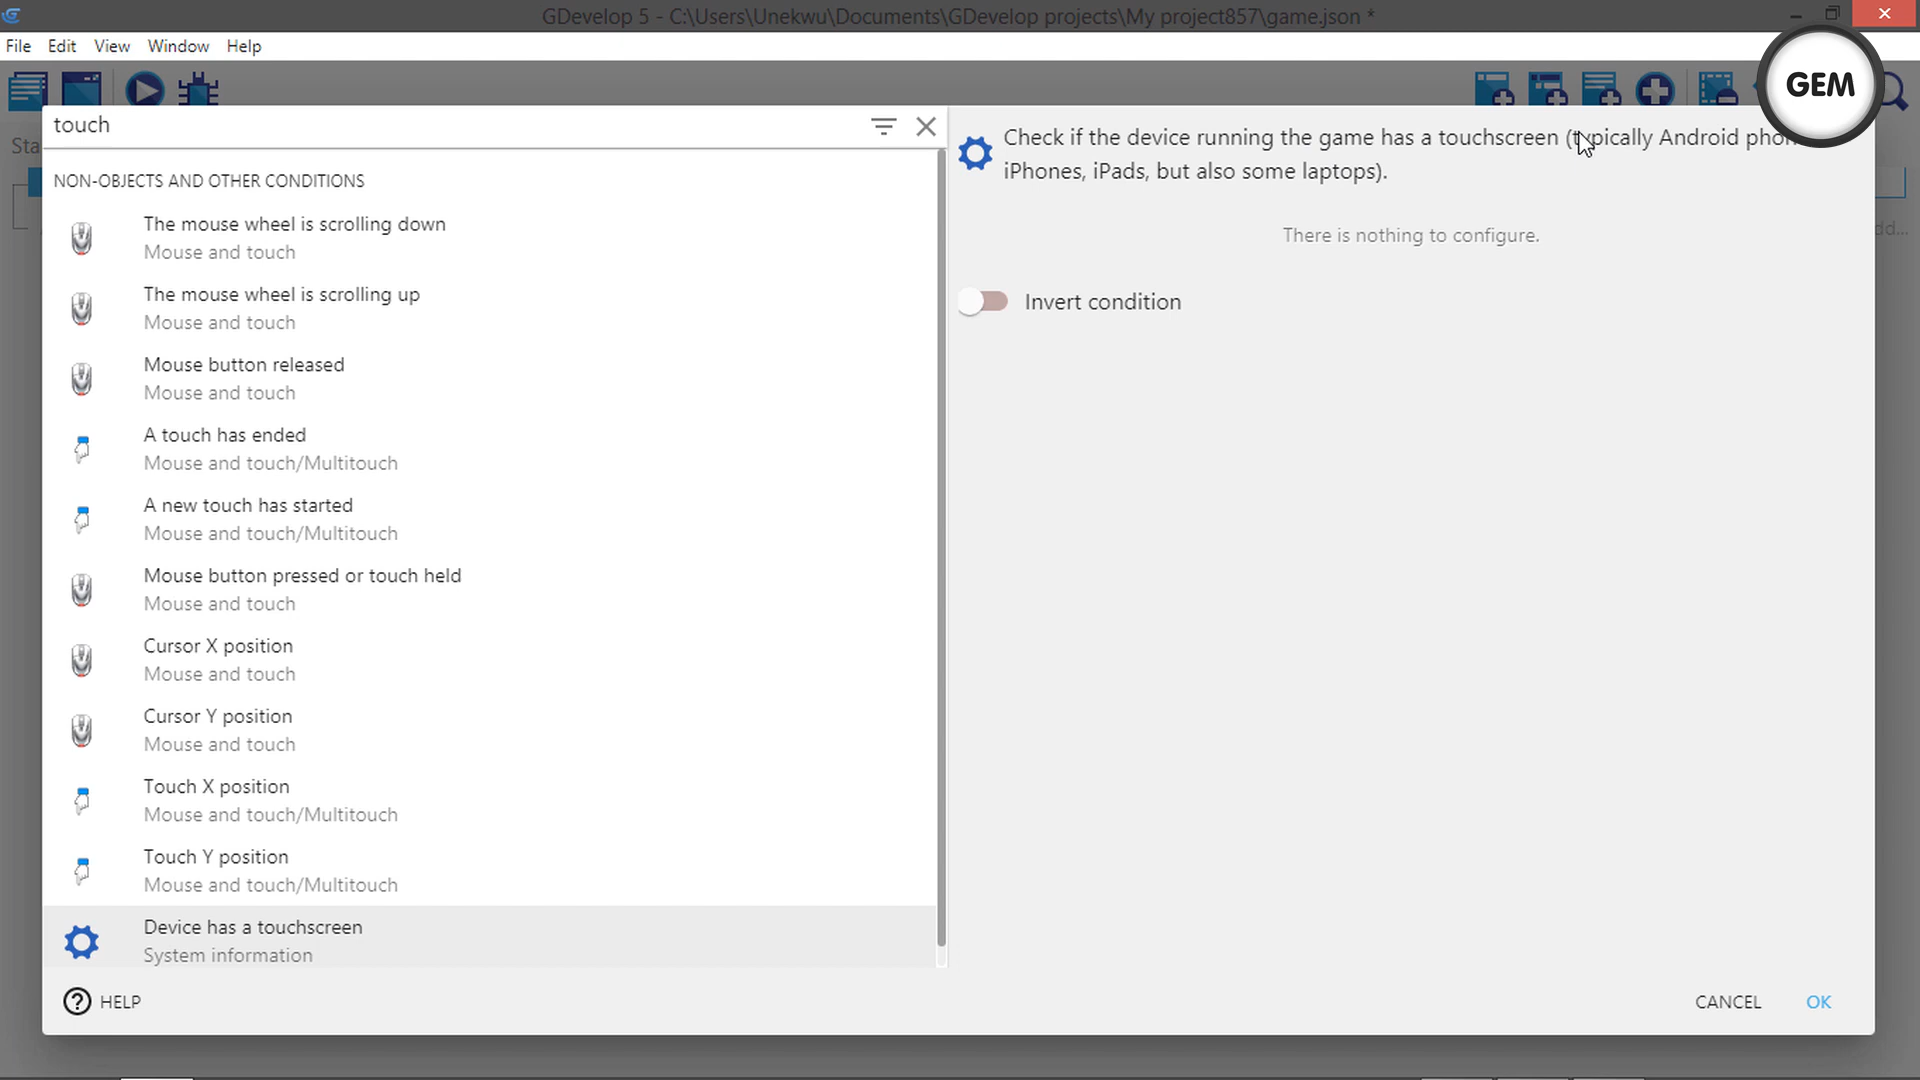 GDevelop 5 - C:\Users\Unekwu\Documents\GDevelop projects\My project857\game.json *
File Edit View Window Help
GEM
touch
NON-OBJECTS AND OTHER CONDITIONS
The mouse wheel is scrolling down
Mouse and touch
The mouse wheel is scrolling up
Mouse and touch
Mouse button released
Mouse and touch
A touch has ended
Mouse and touch/Multitouch
A new touch has started
Mouse and touch/Multitouch
Mouse button pressed or touch held
Mouse and touch
Cursor X position
Mouse and touch
Cursor Y position
Mouse and touch
Touch X position
Mouse and touch/Multitouch
Touch Y position
Mouse and touch/Multitouch
Device has a touchscreen
System information
HELP
Check if the device running the game has a touchscreen (typically Android
iPhones, iPads, but also some laptops).
There is nothing to configure.
Invert condition
CANCEL OK